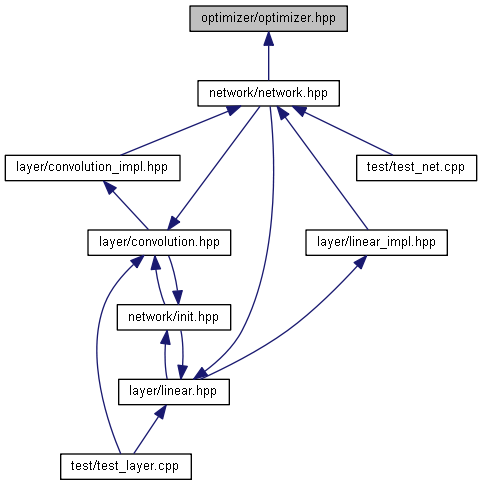 optimizer/optimizer.hpp
network/network.hpp
layer/convolution_impl.hpp
test/test_net.cpp
layer/convolution.hpp
layer/linear_impl.hpp
network/init.hpp
layer/linear.hpp
test/test_layer.cpp